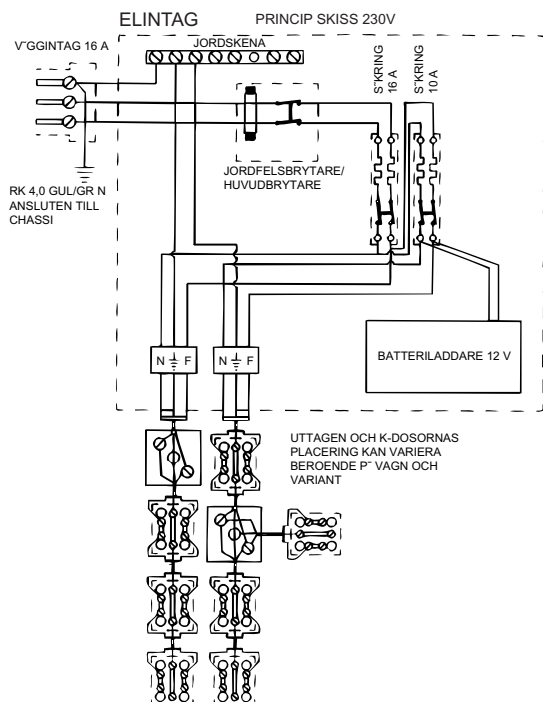 ELINTAG
PRINCIP SKISS 230V
V¯GGINTAG 16 A
JORDSKENA
S¯KRING
16 A
S¯KRING
10 A
JORDFELSBRYTARE/
HUVUDBRYTARE
RK 4,0 GUL/GR N
ANSLUTEN TILL
CHASSI
BATTERILADDARE 12 V
N F
N F
UTTAGEN OCH K-DOSORNAS
PLACERING KAN VARIERA
BEROENDE P¯ VAGN OCH
VARIANT